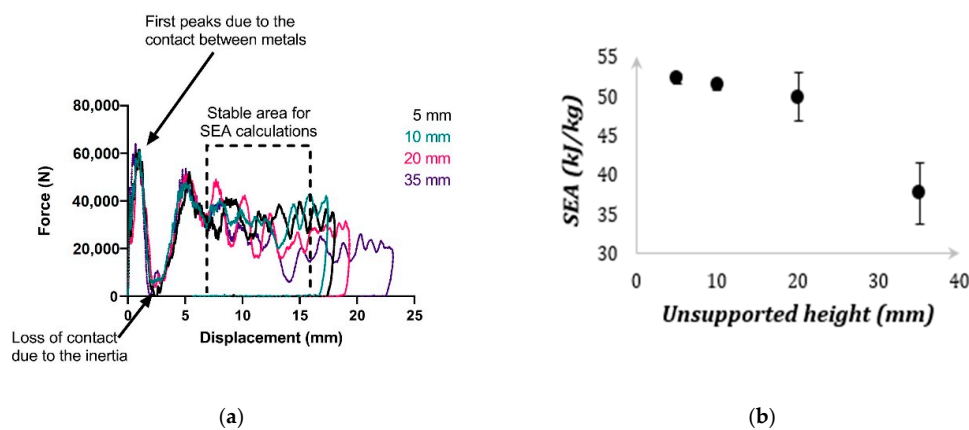 First peaks due to the
contact between metals
80,000
60,000
40,000
20,000
0
Force (N)
Stable area for
SEA calculations
5 mm
10 mm
20 mm
35 mm
0 5 10 15 20 25
Displacement (mm)
Loss of contact
due to the inertia
(a)
55
50
45
40
35
30
SEA (kJ/kg)
0 10 20 30 40
Unsupported height (mm)
(b)